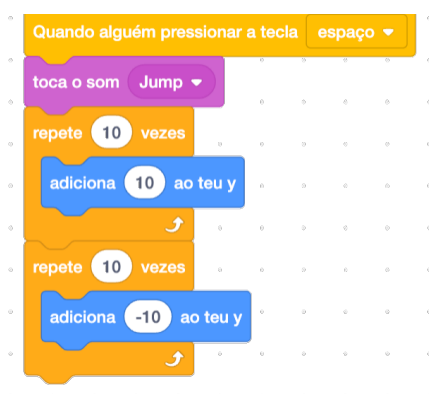 Quando alguém pressionar a tecla espaço
toca o som Jump
repete 10 vezes
adiciona 10 ao teu y
repete 10 vezes
adiciona -10 ao teu y